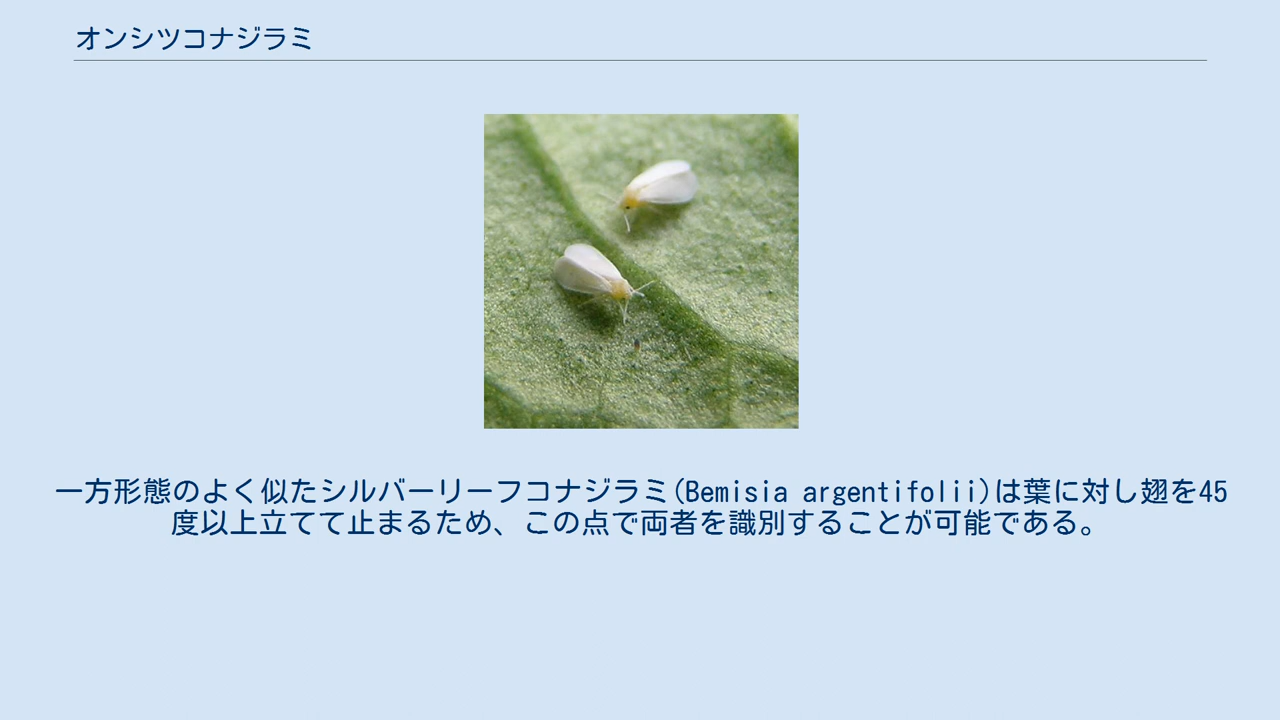 オンシツコナジラミ
一方形態のよく似たシルバーリーフコナジラミ(Bemisia argentifolii)は葉に対し翅を45
度以上立てて止まるため、この点で両者を識別することが可能である。